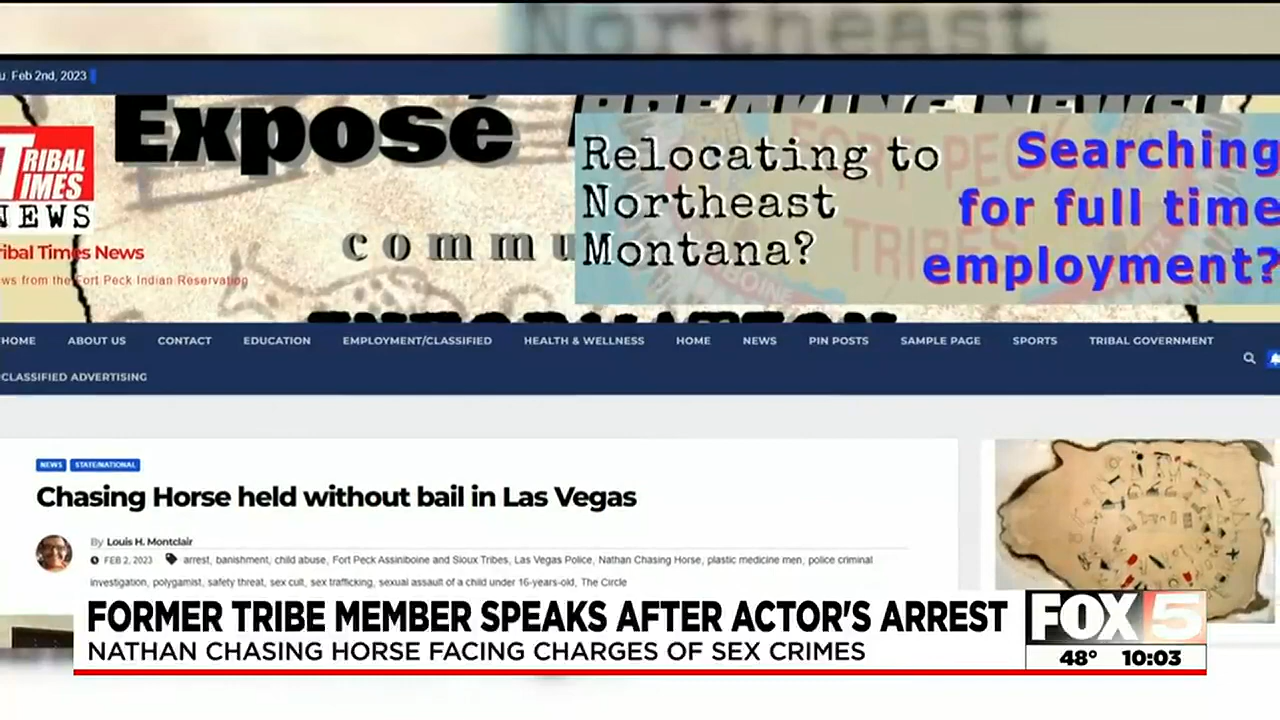 Northeast
u. Feb 2nd, 2023
Exposé BREAKING NEWS!
Relocating to
Northeast
Montana?
Searching
for full time
employment?
TRIBAL
TIMES
NEWS
commu
ribal Times News
ws from the Fort Peck Indian Reservation
INFORMATION
HOME ABOUT US CONTACT EDUCATION EMPLOYMENT/CLASSIFIED HEALTH & WELLNESS HOME NEWS PIN POSTS SAMPLE PAGE SPORTS TRIBAL GOVERNMENT
CLASSIFIED ADVERTISING
NEWS STATE/NATIONAL
Chasing Horse held without bail in Las Vegas
By Louis H. Montclair
FEB 2, 2023 arrest, banishment, child abuse, Fort Peck Assiniboine and Sioux Tribes, Las Vegas Police, Nathan Chasing Horse, plastic medicine men, police criminal
investigation, polygamist, safety threat, sex cult, sex trafficking, sexual assault of a child under 16-years-old, The Circle
FORMER TRIBE MEMBER SPEAKS AFTER ACTOR'S ARREST
NATHAN CHASING HORSE FACING CHARGES OF SEX CRIMES
FOX 5
48° 10:03